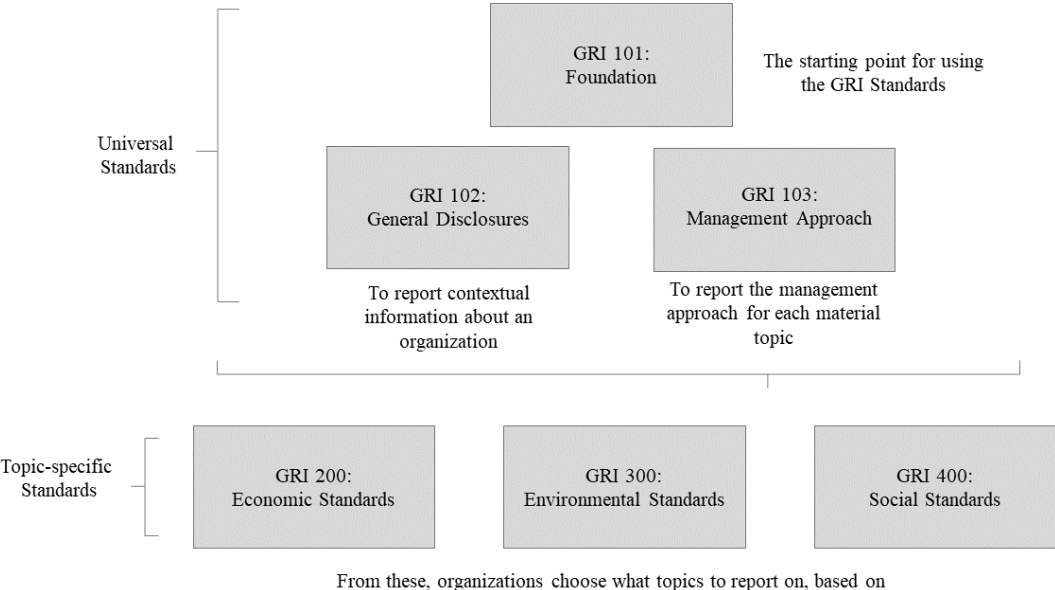 GRI 101:
Foundation
The starting point for using
the GRI Standards
Universal
Standards
GRI 102:
General Disclosures
GRI 103:
Management Approach
To report contextual
information about an
organization
To report the management
approach for each material
topic
Topic-specific
Standards
GRI 200:
Economic Standards
GRI 300:
Environmental Standards
GRI 400:
Social Standards
From these, organizations choose what topics to report on, based on